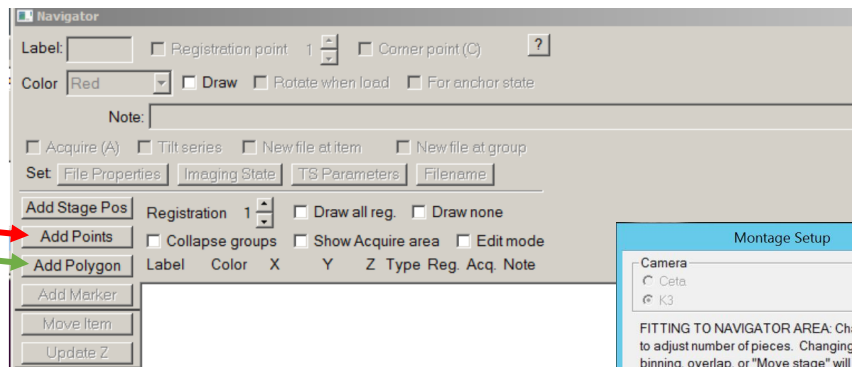 Navigator
Label: Registration point 1 Corner point (C) ?
Color Red Draw Rotate when load For anchor state
Note:
Acquire (A) Tilt series New file at item New file at group
Set: File Properties Imaging State TS Parameters Filename
Add Stage Pos Registration 1 Draw all reg. Draw none
Add Points Collapse groups Show Acquire area Edit mode
Add Polygon Label Color X Y Z Type Reg. Acq. Note
Add Marker
Move Item
Update Z
Montage Setup
Camera
Ceta
K3
FITTING TO NAVIGATOR AREA: Cha
to adjust number of pieces. Changing
binning, overlap, or "Move stage" will